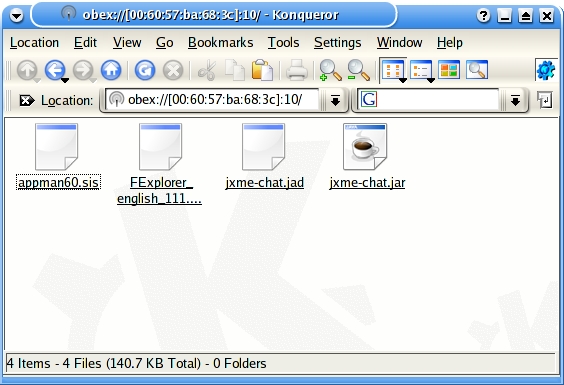 obex://[00:60:57:ba:68:3c]:10/ - Konqueror
Location Edit View Go Bookmarks Tools Settings Window Help
Location: obex://[00:60:57:ba:68:3c]:10/
appman60.sis
FExplorer_
english_111....
jxme-chat.jad
jxme-chat.jar
4 Items - 4 Files (140.7 KB Total) - 0 Folders